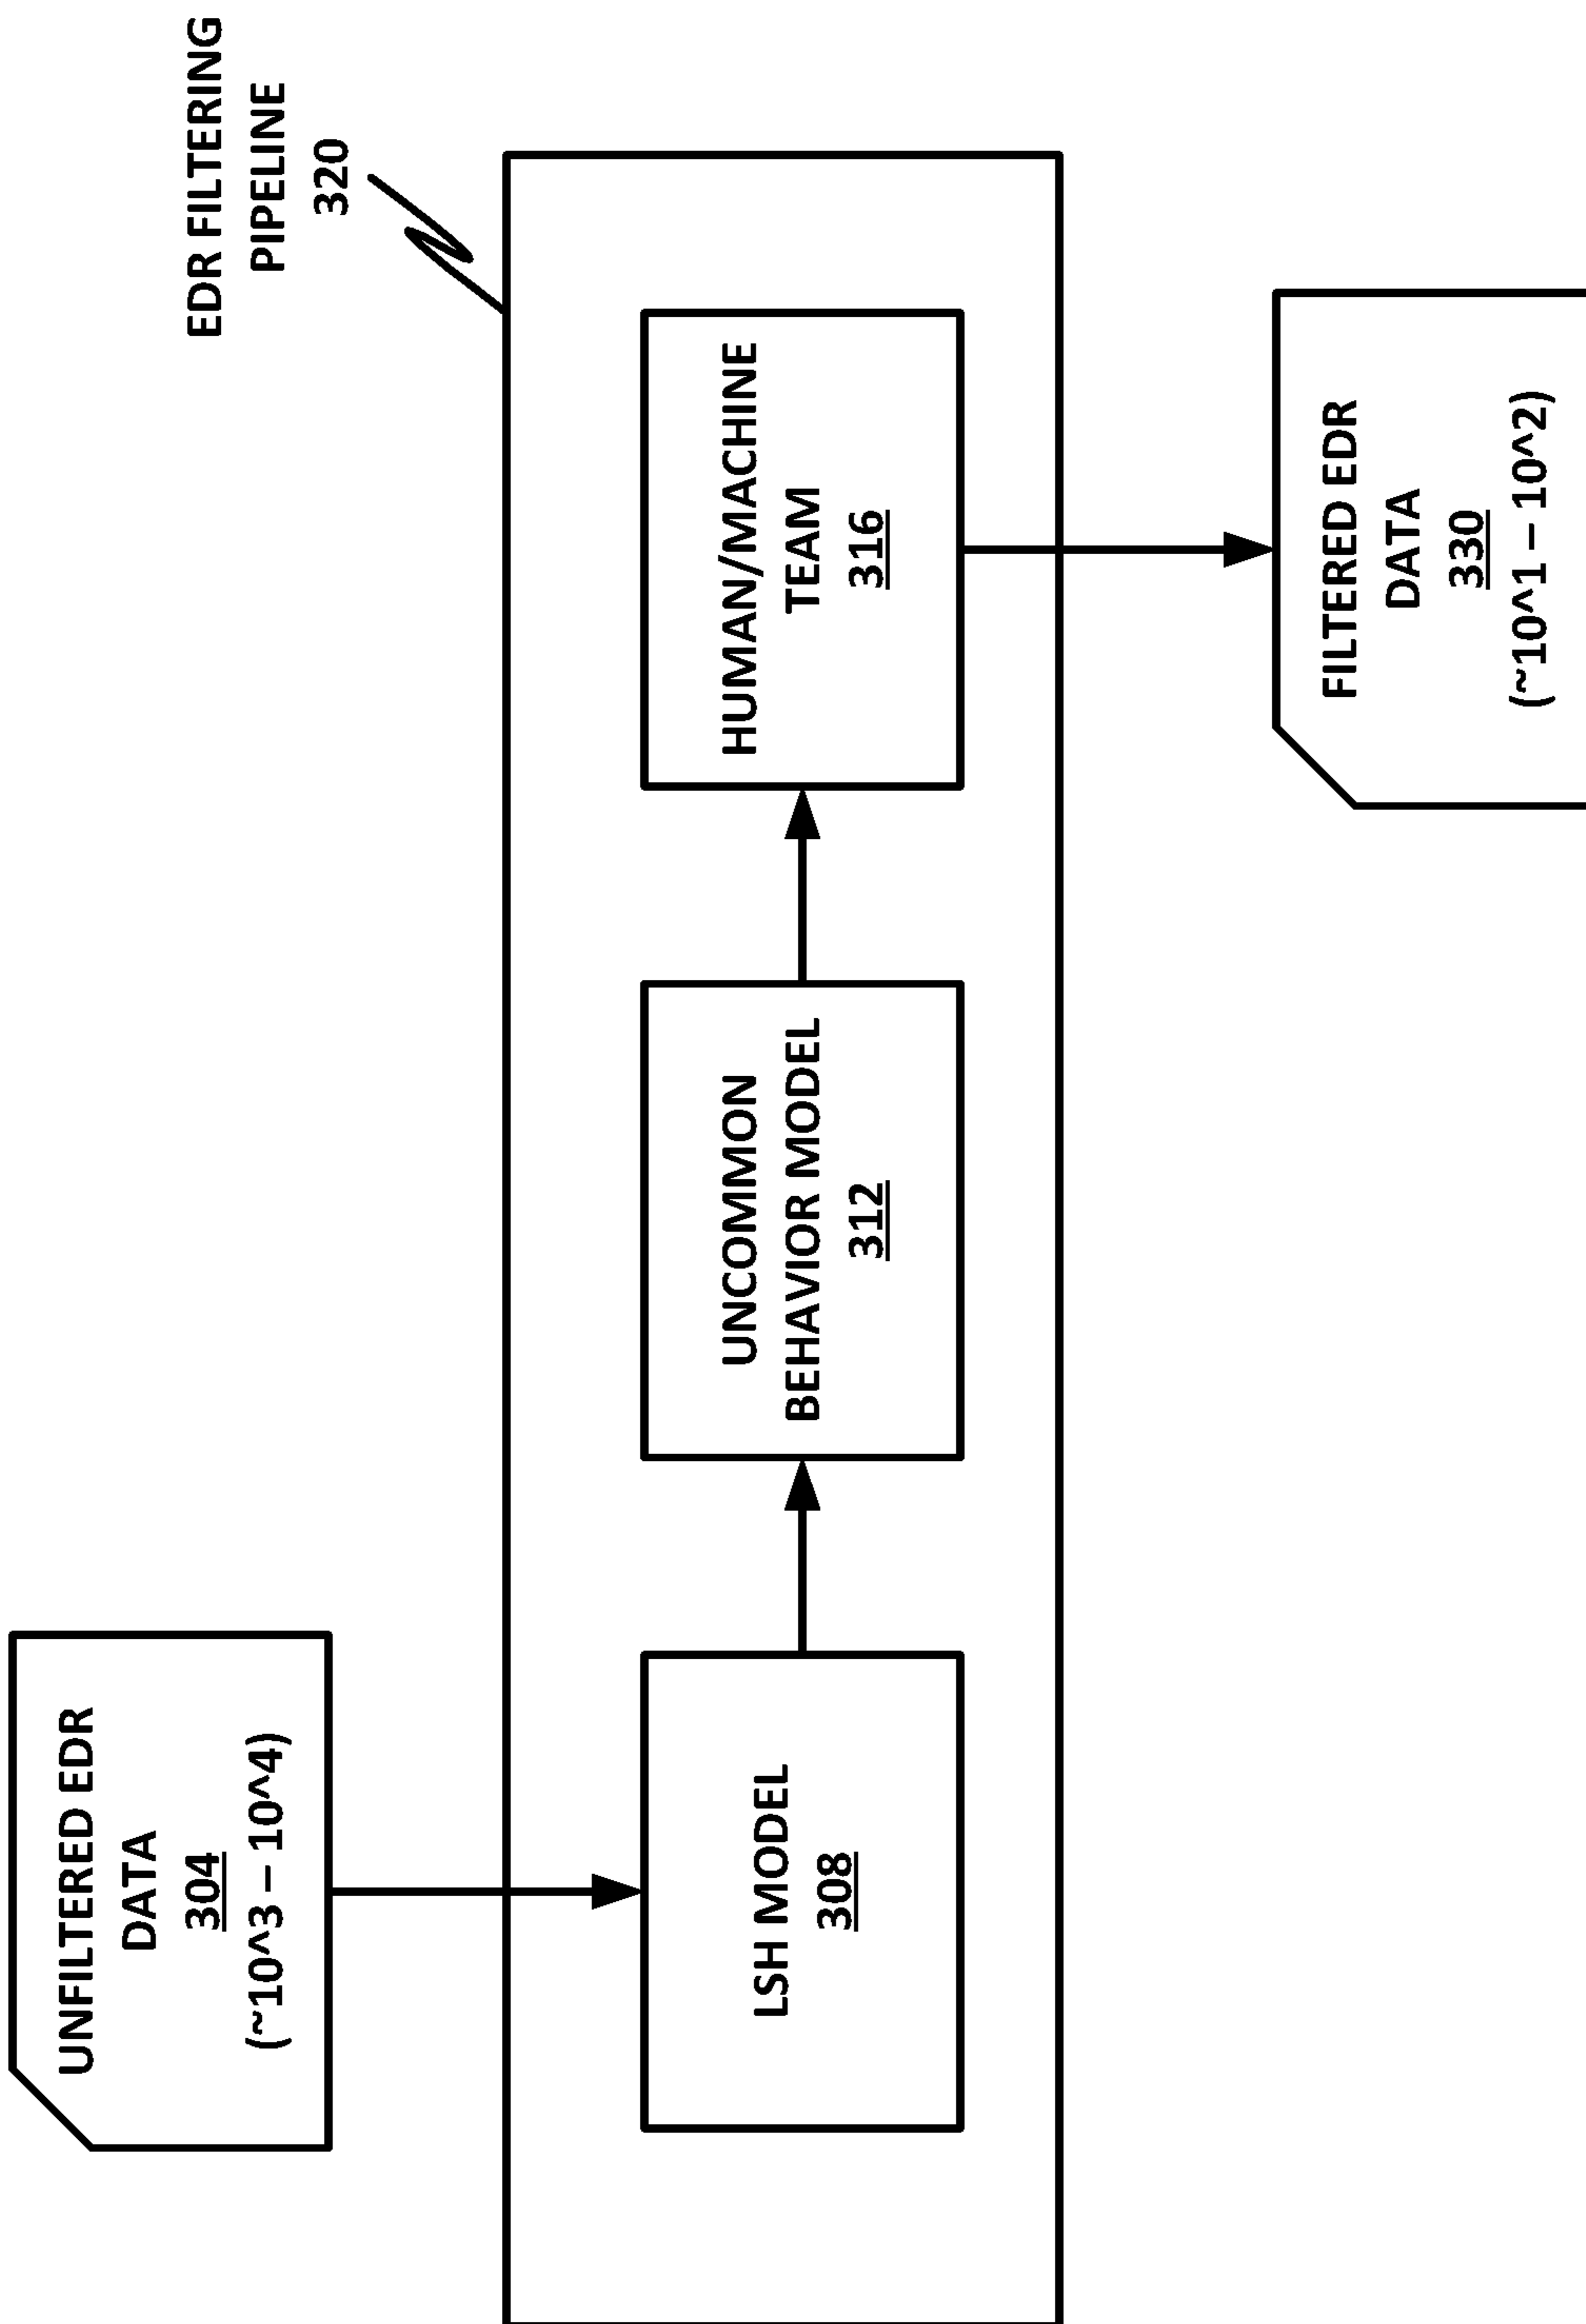 UNFILTERED EDR
DATA
304
(~10^3 – 10^4)
EDR FILTERING
PIPELINE
320
LSH MODEL
308
UNCOMMON
BEHAVIOR MODEL
312
HUMAN/MACHINE
TEAM
316
FILTERED EDR
DATA
330
(~10^1 – 10^2)